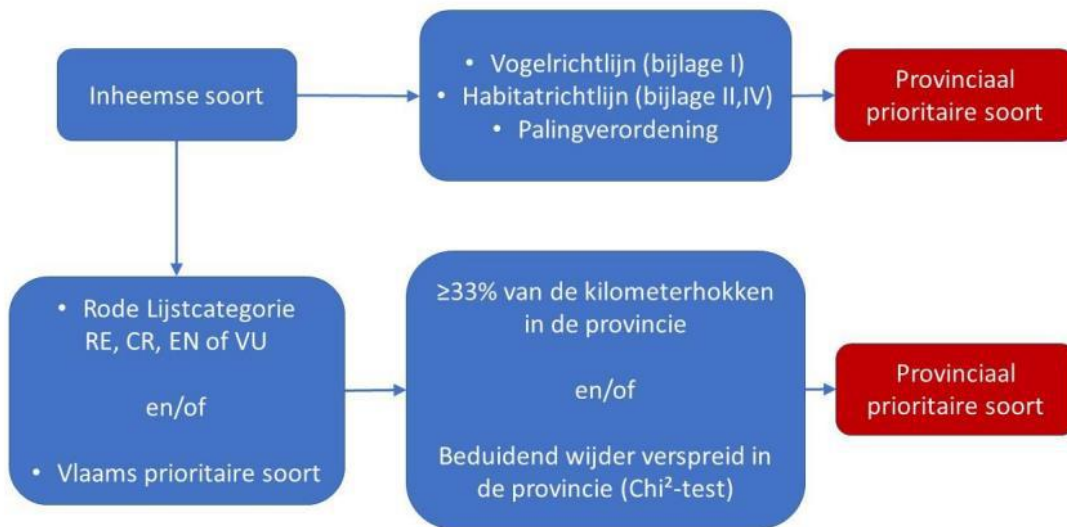 Inheemse soort
• Vogelrichtlijn (bijlage I)
• Habitatrichtlijn (bijlage II,IV)
• Palingverordening
Provinciaal
prioritaire soort
• Rode Lijstcategorie
RE, CR, EN of VU
en/of
• Vlaams prioritaire soort
≥33% van de kilometerhokken
in de provincie
en/of
Beduidend wijder verspreid in
de provincie (Chi²-test)
Provinciaal
prioritaire soort